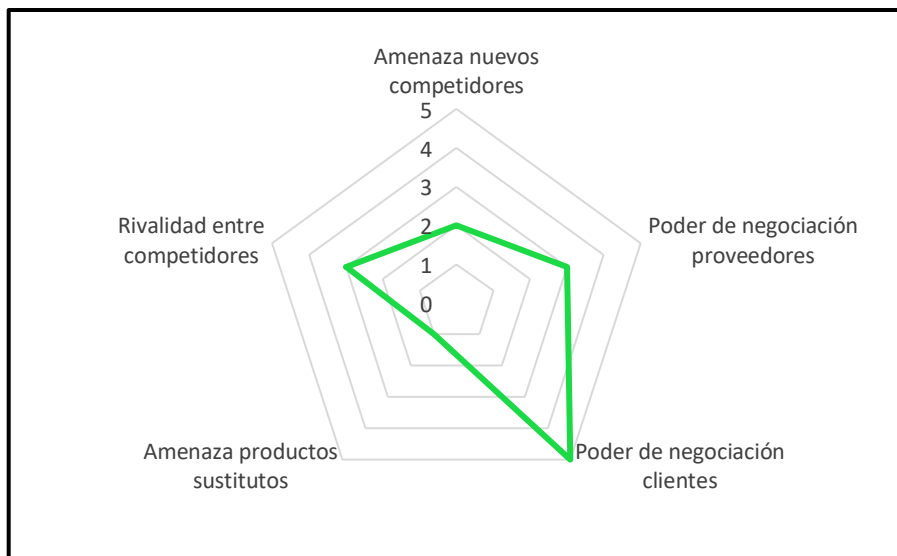 Amenaza nuevos
competidores
5
4
3
2
1
0
Rivalidad entre
competidores
Poder de negociación
proveedores
Amenaza productos
sustitutos
Poder de negociación
clientes